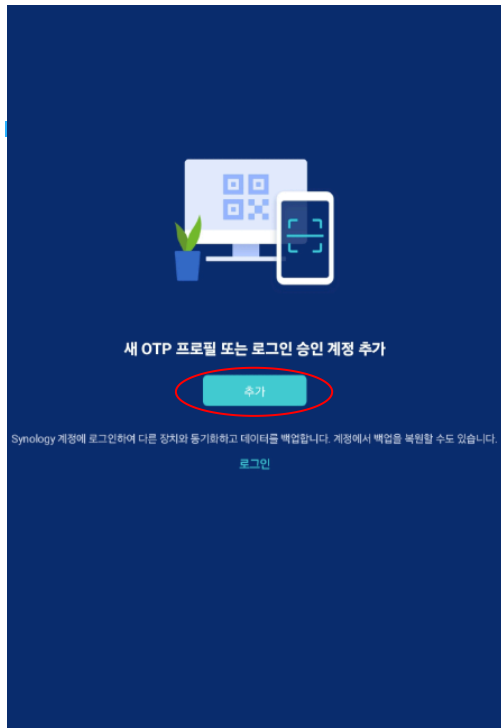 새 OTP 프로필 또는 로그인 승인 계정 추가
추가
Synology 계정에 로그인하여 다른 장치와 동기화하고 데이터를 백업합니다. 계정에서 백업을 복원할 수도 있습니다.
로그인